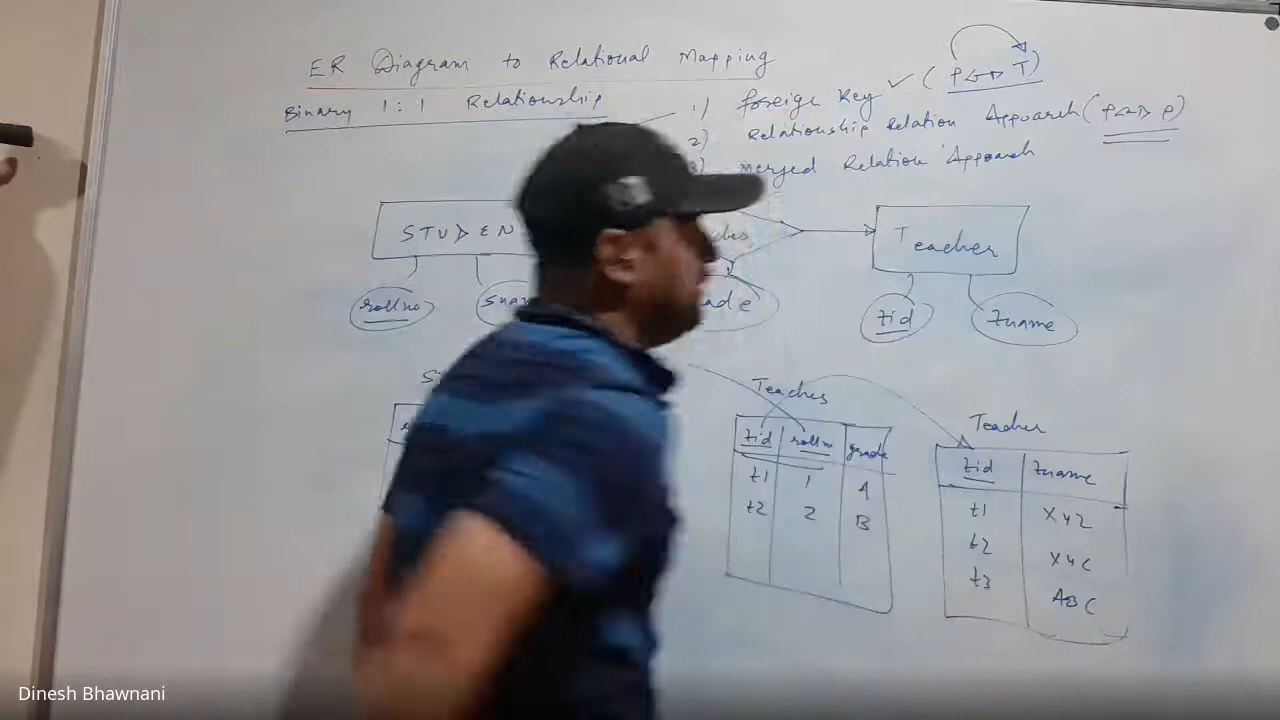 ER Diagram to Relational Mapping
Binary 1:1 Relationship
1) foreign Key ✓ (P T)
2) Relationship Relation Approach (P P)
3) Merged Relation Approach
STUDEN
Teacher
rollno
ade
tid
tname
Teaches
tid rollno grade
t1 1 A
t2 2 B
Teacher
tid tname
t1 XYZ
t2 XYC
t3 ABC
Dinesh Bhawnani